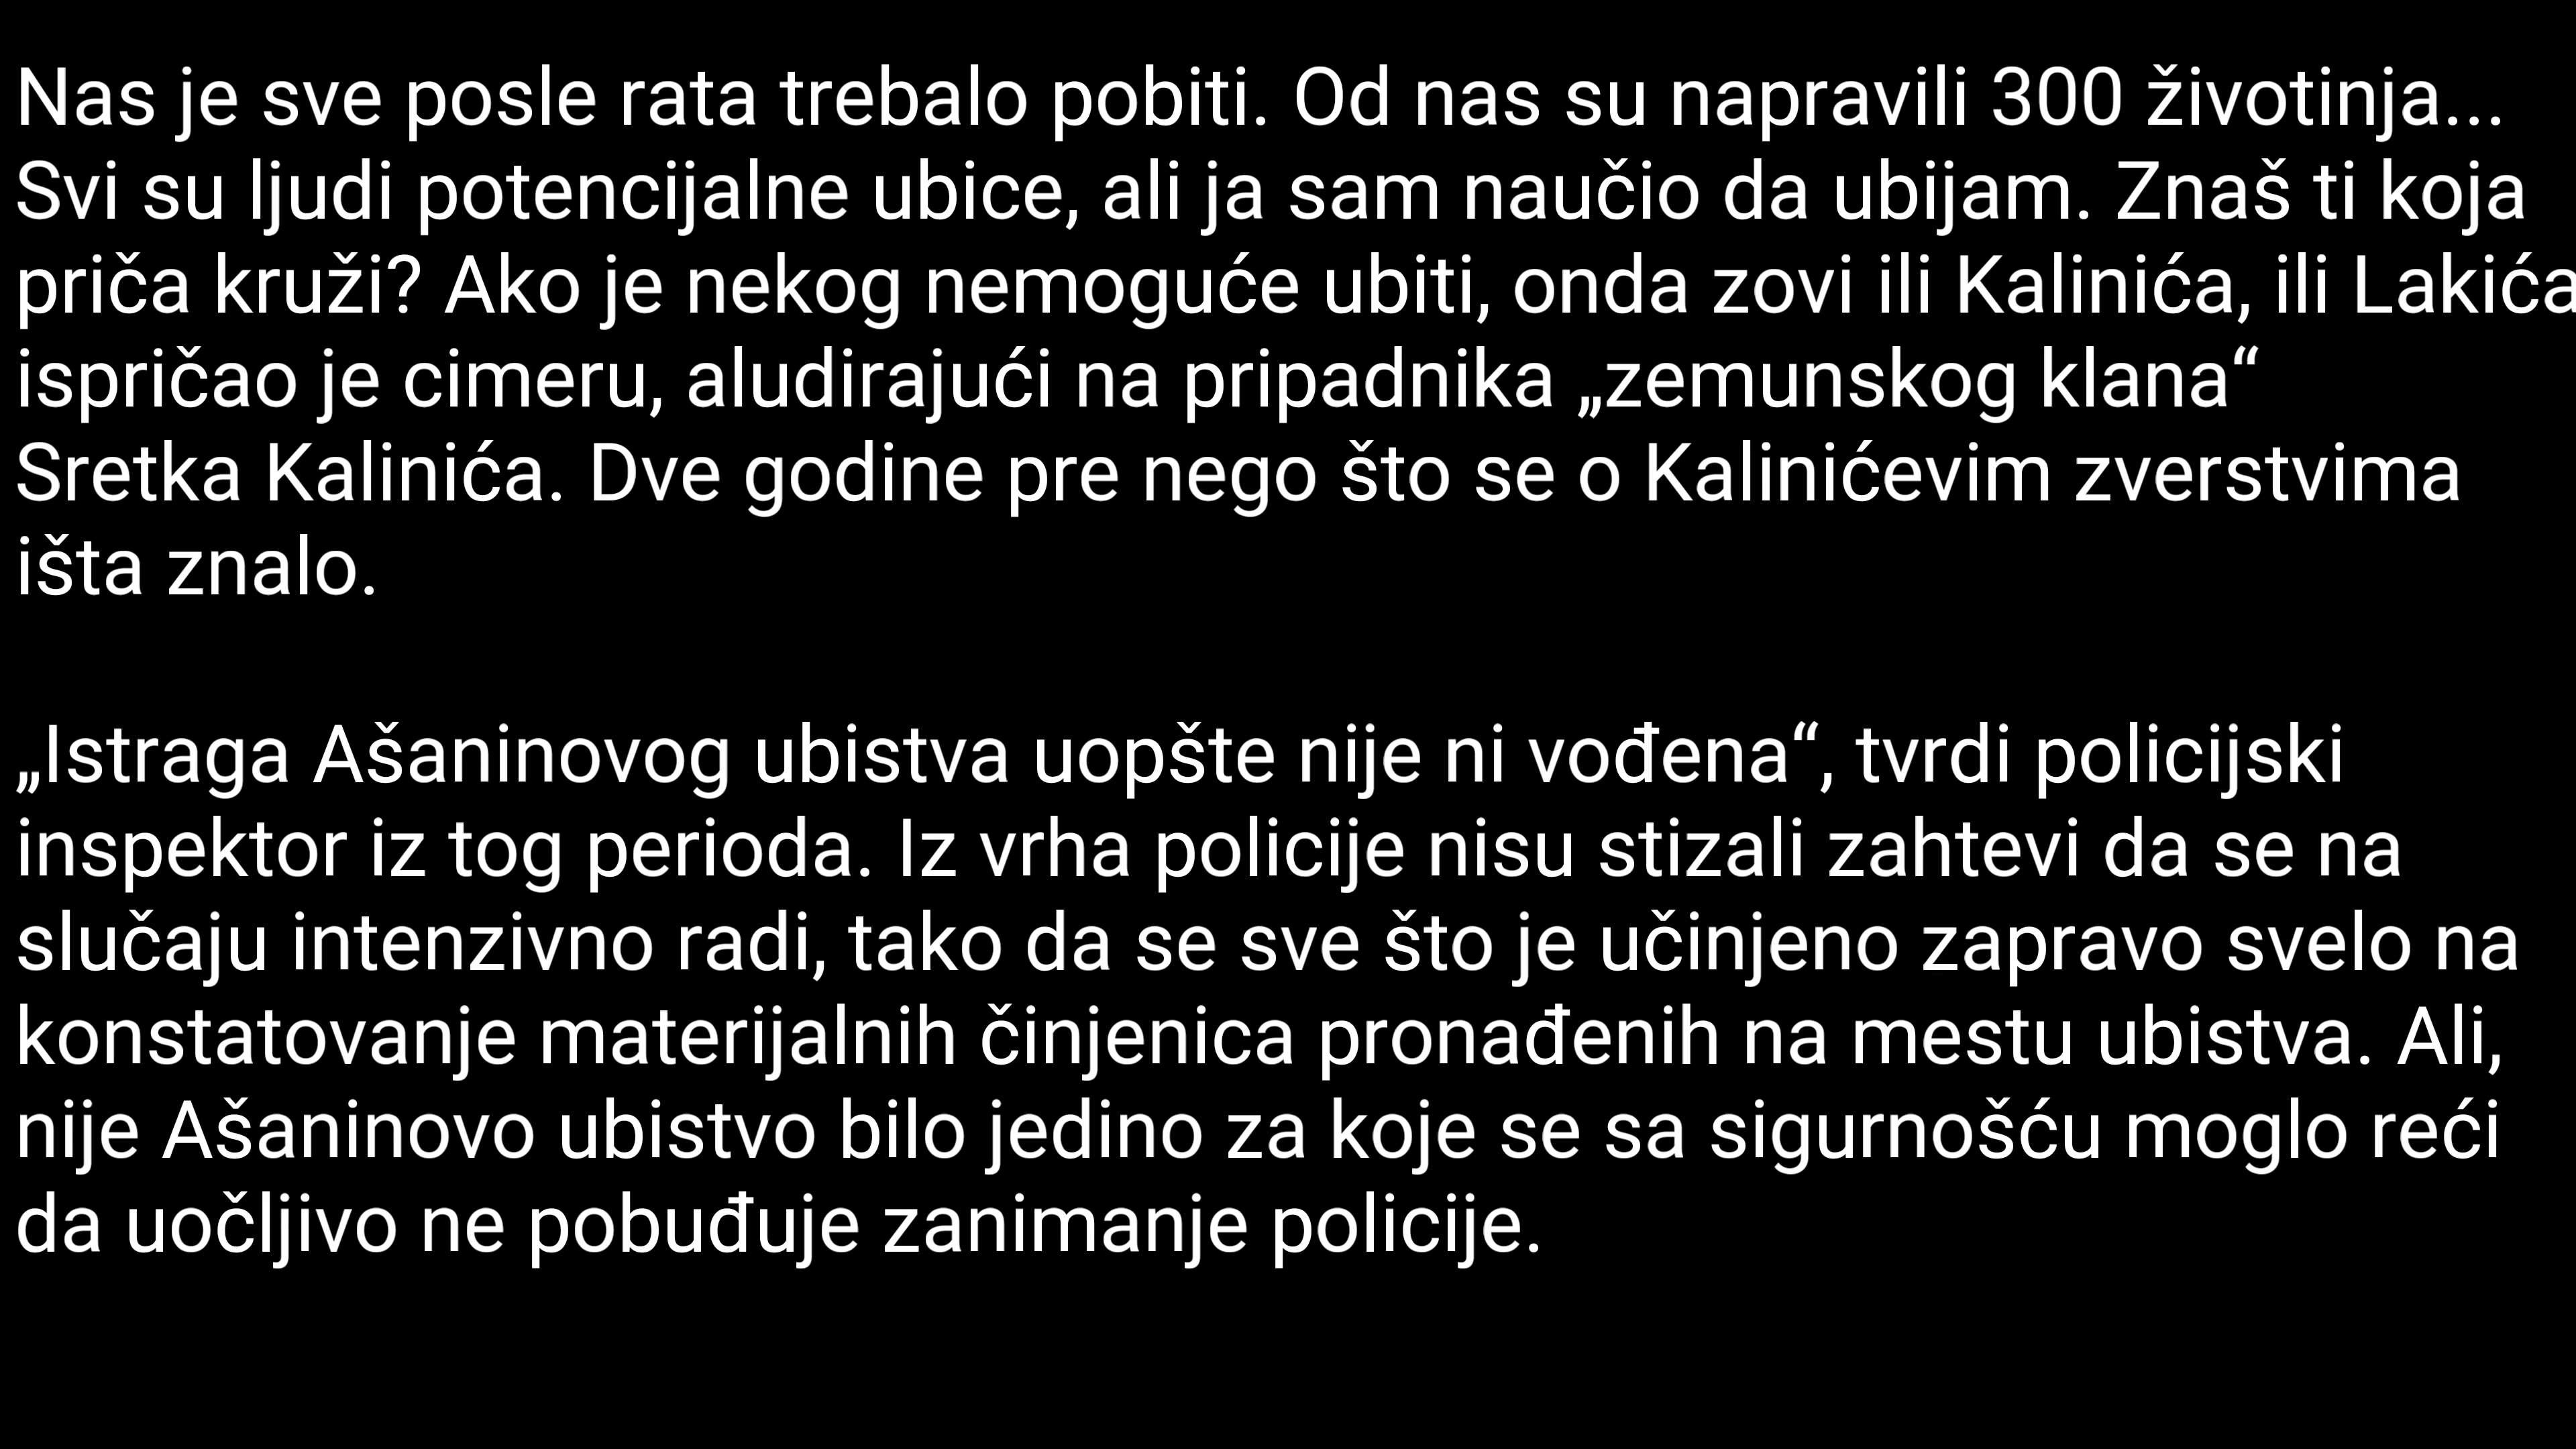 Nas je sve posle rata trebalo pobiti. Od nas su napravili 300 životinja...
Svi su ljudi potencijalne ubice, ali ja sam naučio da ubijam. Znaš ti koja
priča kruži? Ako je nekog nemoguće ubiti, onda zovi ili Kalinića, ili Lakića
ispričao je cimeru, aludirajući na pripadnika „zemunskog klana“
Sretka Kalinića. Dve godine pre nego što se o Kalinićevim zverstvima
išta znalo.
„Istraga Ašaninovog ubistva uopšte nije ni vođena“, tvrdi policijski
inspektor iz tog perioda. Iz vrha policije nisu stizali zahtevi da se na
slučaju intenzivno radi, tako da se sve što je učinjeno zapravo svelo na
konstatovanje materijalnih činjenica pronađenih na mestu ubistva. Ali,
nije Ašaninovo ubistvo bilo jedino za koje se sa sigurnošću moglo reći
da uočljivo ne pobuđuje zanimanje policije.